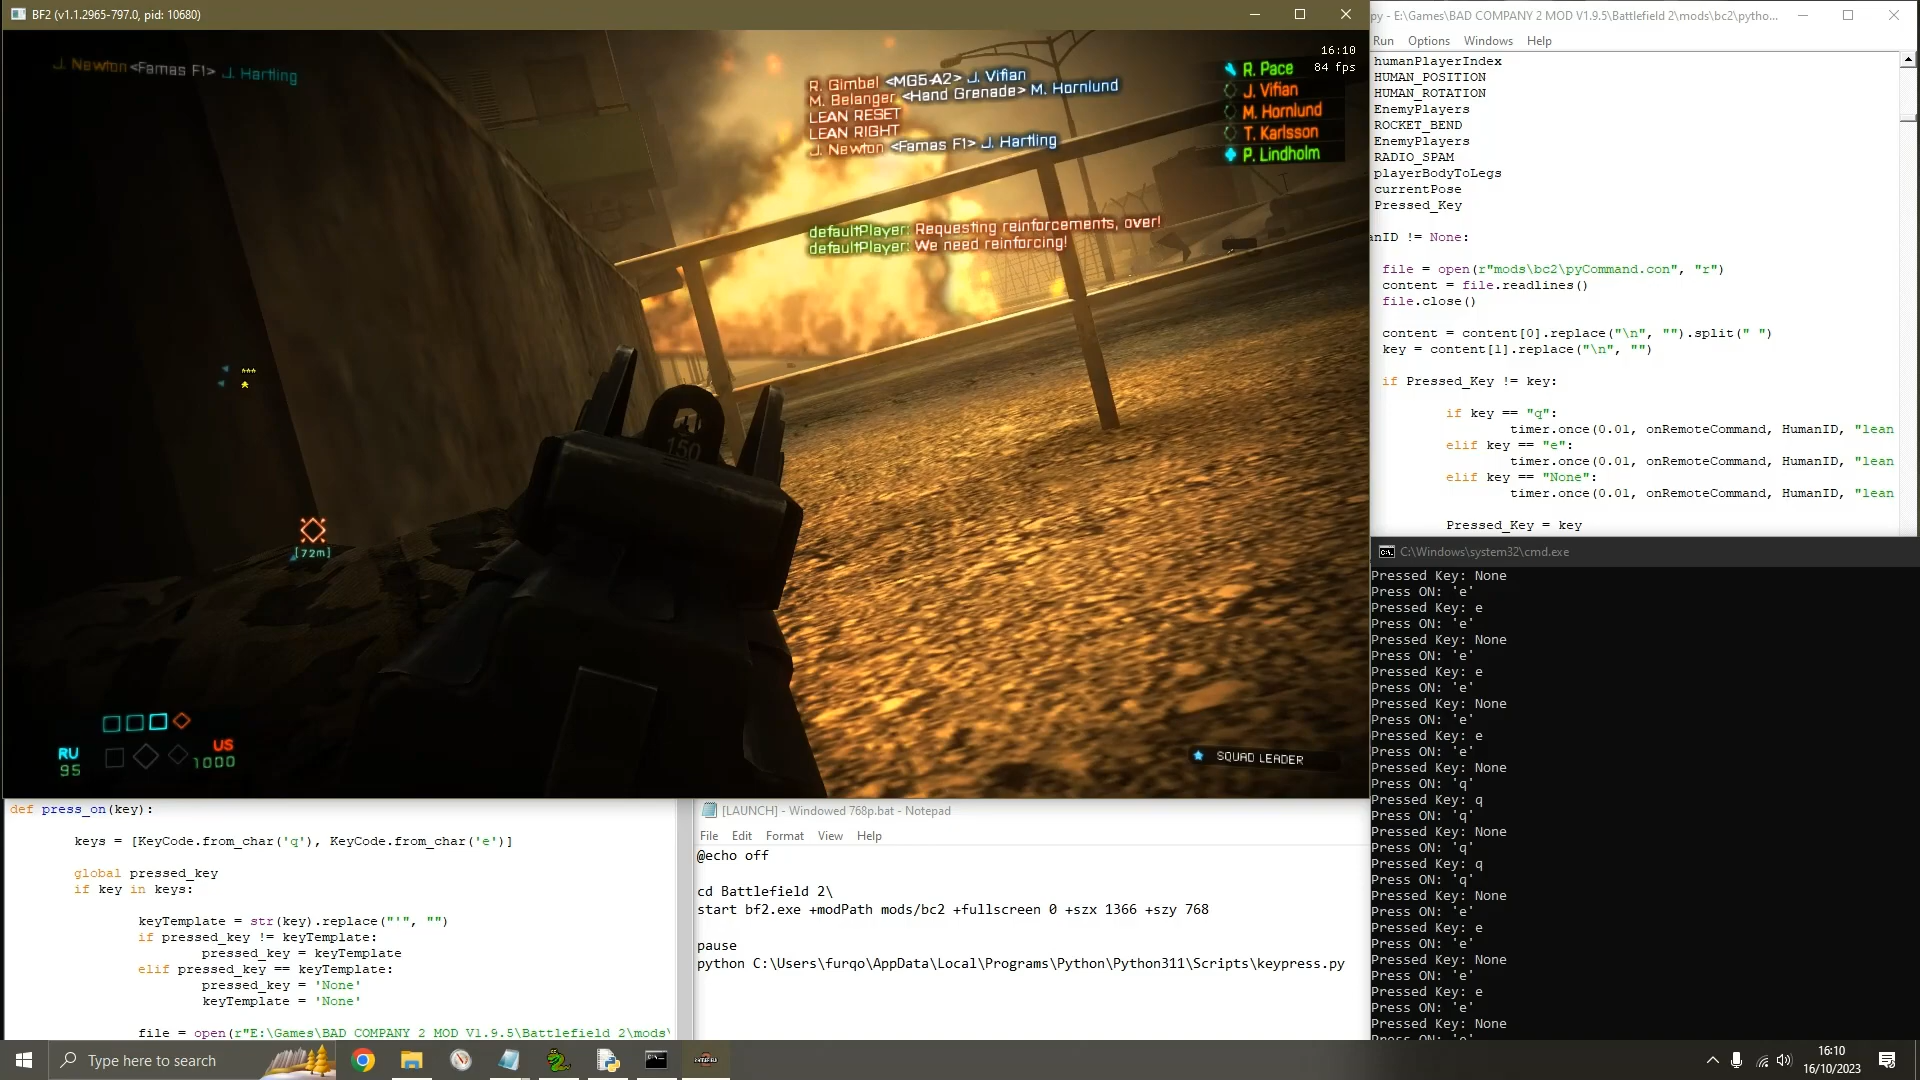 BF2 (v1.1.2965-797.0, pid: 10680)
J. Newton <Famas F1> J. Hartling
R. Gimbel <MG5-A2> J. Vifian
M. Belanger <Hand Grenade> M. Hornlund
LEAN RESET
LEAN RIGHT
J. Newton <Famas F1> J. Hartling
defaultPlayer: Requesting reinforcements, over!
defaultPlayer: We need reinforcing!
16:10
84 fps
R. Pace
J. Vifian
M. Hornlund
T. Karlsson
P. Lindholm
150
[72m]
RU
95
US
1000
SQUAD LEADER
py - E:\Games\BAD COMPANY 2 MOD V1.9.5\Battlefield 2\mods\bc2\pytho...
Run Options Windows Help
humanPlayerIndex
HUMAN_POSITION
HUMAN_ROTATION
EnemyPlayers
ROCKET_BEND
EnemyPlayers
RADIO_SPAM
playerBodyToLegs
currentPose
Pressed_Key
anID != None:
file = open(r"mods\bc2\pyCommand.con", "r")
content = file.readlines()
file.close()
content = content[0].replace("\n", "").split(" ")
key = content[1].replace("\n", "")
if Pressed_Key != key:
if key == "q":
timer.once(0.01, onRemoteCommand, HumanID, "lean
elif key == "e":
timer.once(0.01, onRemoteCommand, HumanID, "lean
elif key == "None":
timer.once(0.01, onRemoteCommand, HumanID, "lean
Pressed_Key = key
C:\Windows\system32\cmd.exe
Pressed Key: None
Press ON: 'e'
Pressed Key: e
Press ON: 'e'
Pressed Key: None
Press ON: 'e'
Pressed Key: e
Press ON: 'e'
Pressed Key: None
Press ON: 'e'
Pressed Key: e
Press ON: 'e'
Pressed Key: None
Press ON: 'q'
Pressed Key: q
Press ON: 'q'
Pressed Key: None
Press ON: 'q'
Pressed Key: q
Press ON: 'q'
Pressed Key: None
Press ON: 'e'
Pressed Key: e
Press ON: 'e'
Pressed Key: None
Press ON: 'e'
Pressed Key: e
Press ON: 'e'
Pressed Key: None
Press ON: 'e'
def press_on(key):
keys = [KeyCode.from_char('q'), KeyCode.from_char('e')]
global pressed_key
if key in keys:
keyTemplate = str(key).replace("'", "")
if pressed_key != keyTemplate:
pressed_key = keyTemplate
elif pressed_key == keyTemplate:
pressed_key = 'None'
keyTemplate = 'None'
file = open(r"E:\Games\BAD COMPANY 2 MOD V1.9.5\Battlefield 2\mods\
[LAUNCH] - Windowed 768p.bat - Notepad
File Edit Format View Help
@echo off
cd Battlefield 2\
start bf2.exe +modPath mods/bc2 +fullscreen 0 +szx 1366 +szy 768
pause
python C:\Users\furqo\AppData\Local\Programs\Python\Python311\Scripts\keypress.py
Type here to search
16:10
16/10/2023